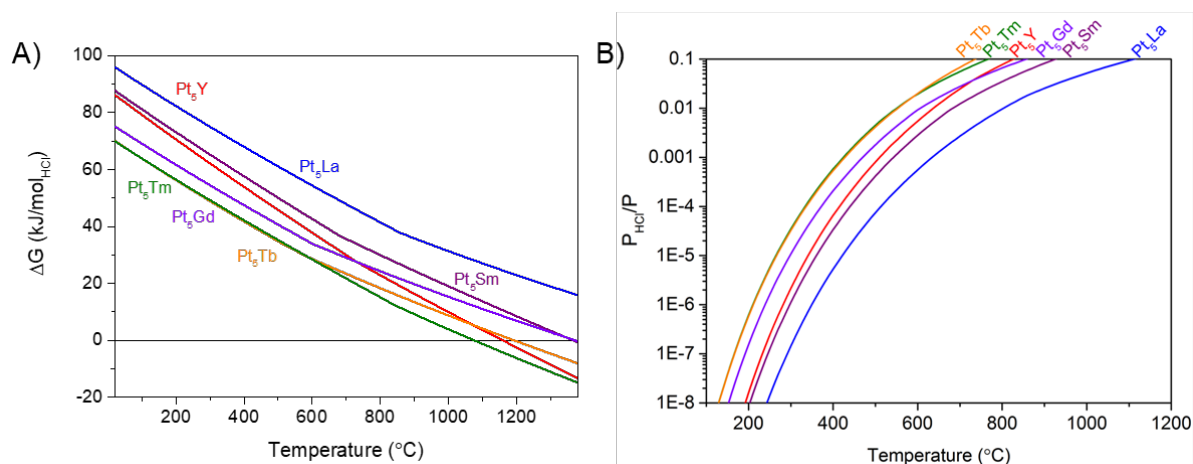 A)
100
80
60
40
20
0
-20
ΔG (kJ/mol_HCl)
Pt₅Y
Pt₅La
Pt₅Tm
Pt₅Gd
Pt₅Tb
Pt₅Sm
200 400 600 800 1000 1200
Temperature (°C)
B)
Pt₅Tb Pt₅Tm Pt₅Y Pt₅Gd Pt₅Sm Pt₅La
0.1
0.01
0.001
1E-4
1E-5
1E-6
1E-7
1E-8
P_HCl/P
200 400 600 800 1000 1200
Temperature (°C)